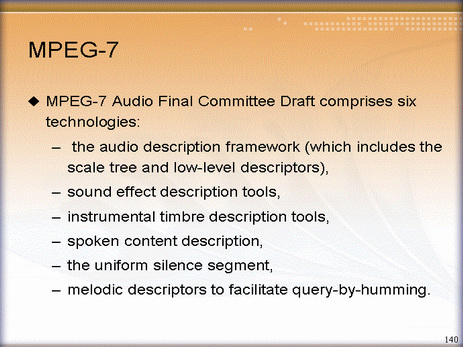 MPEG-7
◆ MPEG-7 Audio Final Committee Draft comprises six
technologies:
– the audio description framework (which includes the
scale tree and low-level descriptors),
– sound effect description tools,
– instrumental timbre description tools,
– spoken content description,
– the uniform silence segment,
– melodic descriptors to facilitate query-by-humming.
140